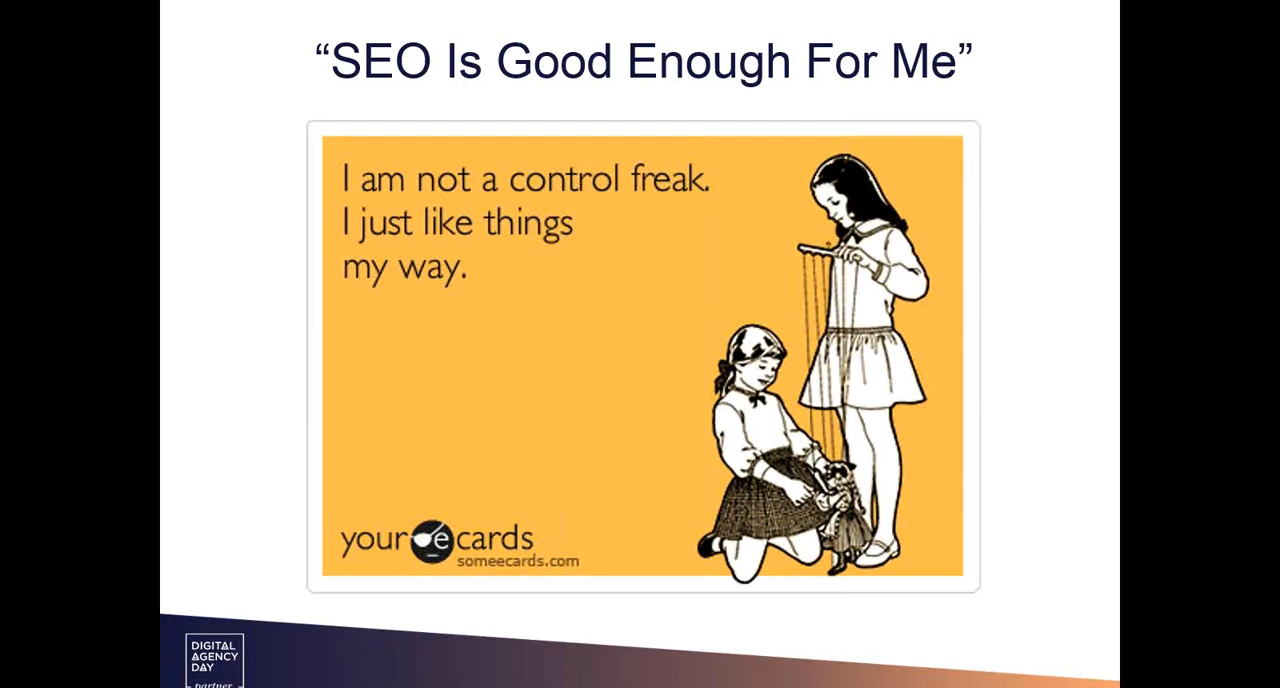 “SEO Is Good Enough For Me”
I am not a control freak.
I just like things
my way.
your e cards
someecards.com
DIGITAL
AGENCY
DAY
partner